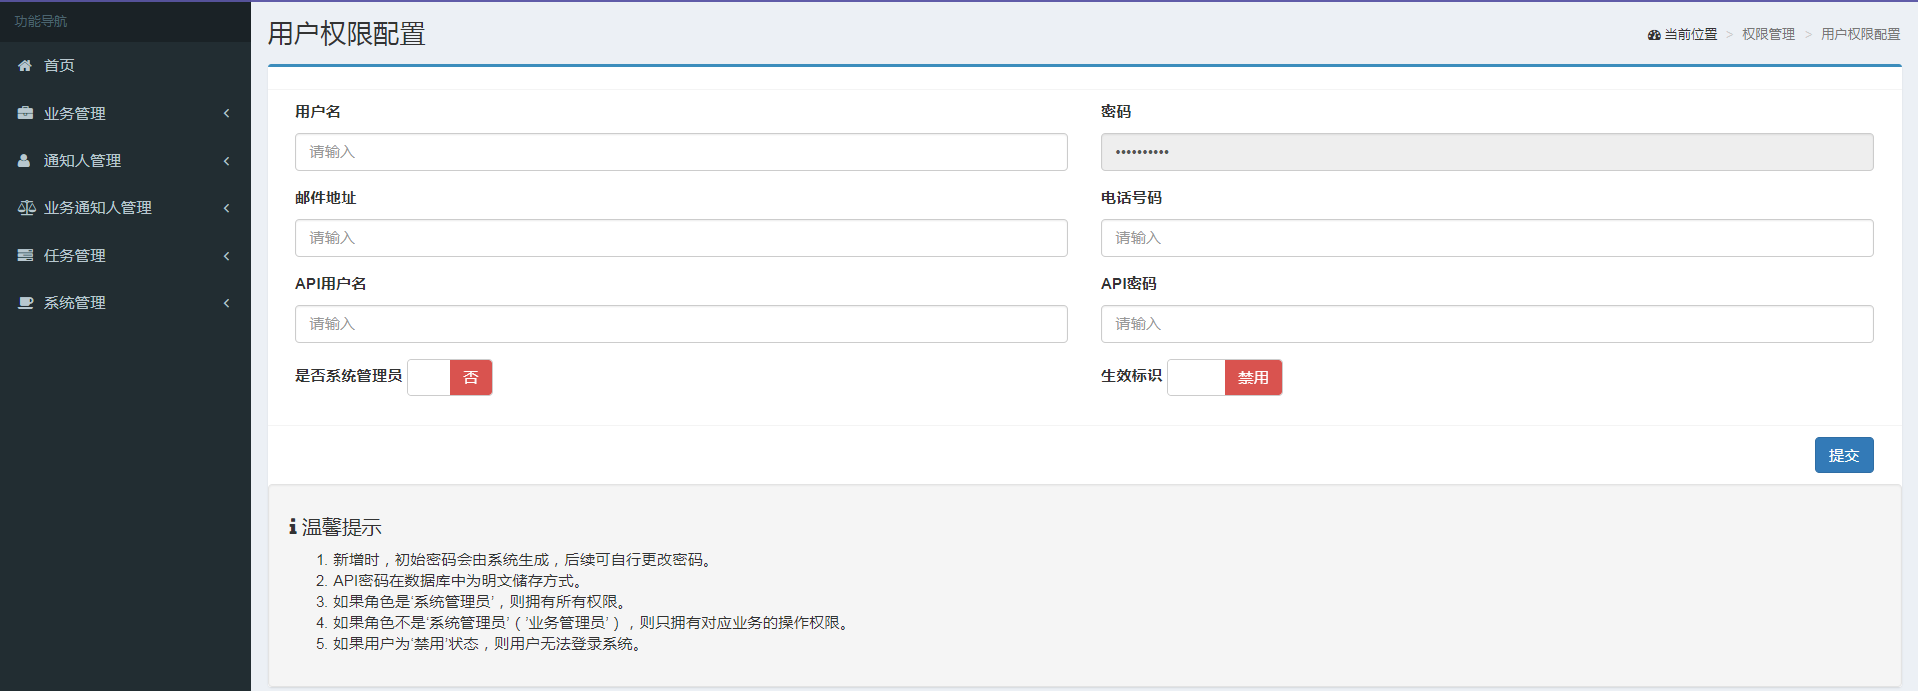 功能导航
首页
业务管理
通知人管理
业务通知人管理
任务管理
系统管理
用户权限配置
当前位置 > 权限管理 > 用户权限配置
用户名
请输入
密码
••••••••••
邮件地址
请输入
电话号码
请输入
API用户名
请输入
API密码
请输入
是否系统管理员 否
生效标识 禁用
提交
温馨提示
1. 新增时，初始密码会由系统生成，后续可自行更改密码。
2. API密码在数据库中为明文储存方式。
3. 如果角色是'系统管理员'，则拥有所有权限。
4. 如果角色不是'系统管理员'（'业务管理员'），则只拥有对应业务的操作权限。
5. 如果用户为'禁用'状态，则用户无法登录系统。